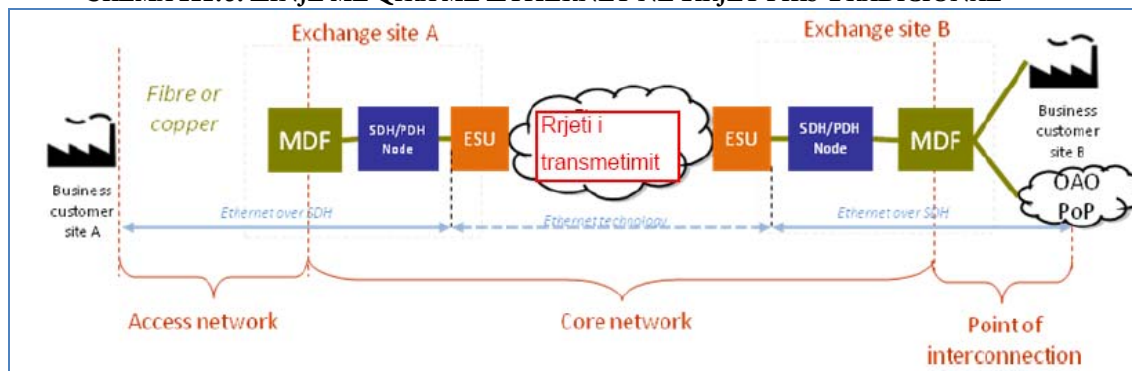 Exchange site A
Exchange site B
Fibre or
copper
MDF
SDH/PDH
Node
ESU
Rrjeti i
transmetimit
ESU
SDH/PDH
Node
MDF
Business
customer
site A
Business
customer
site B
OAO
PoP
Ethernet over SDH
Ethernet technology
Ethernet over SDH
Access network
Core network
Point of
interconnection